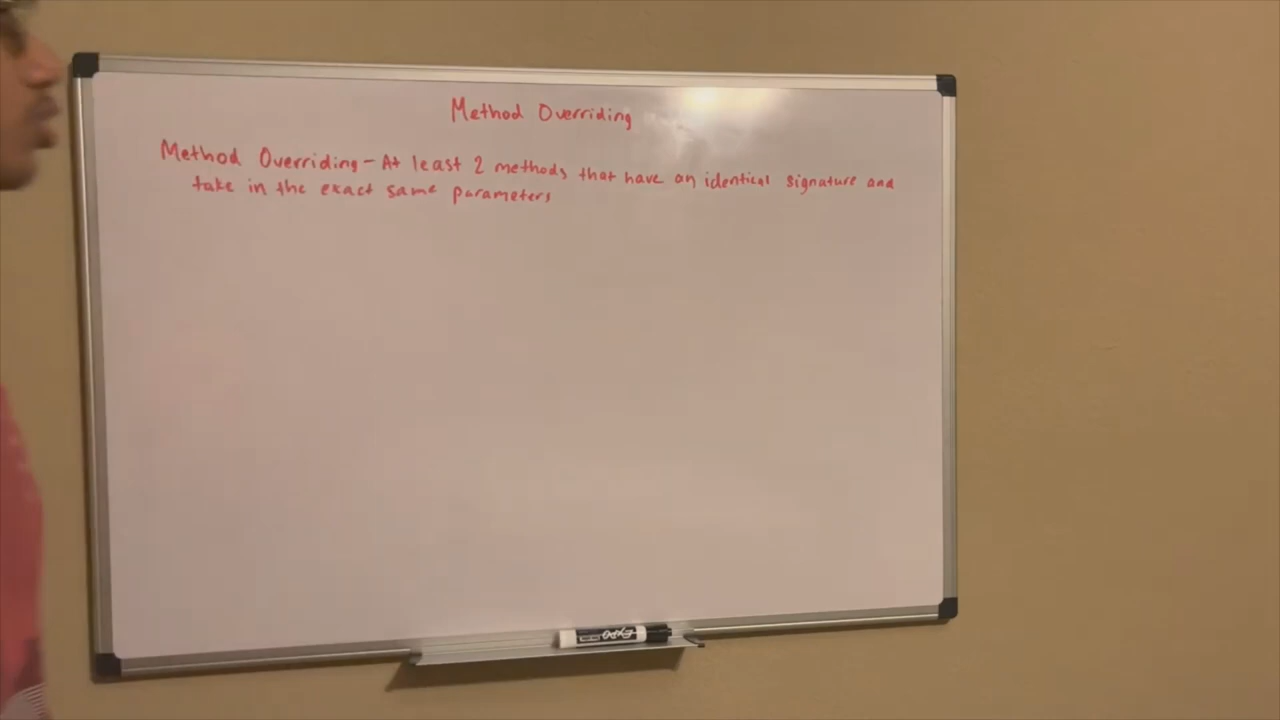 Method Overriding
Method Overriding - At least 2 methods that have an identical signature and
take in the exact same parameters
EXPO